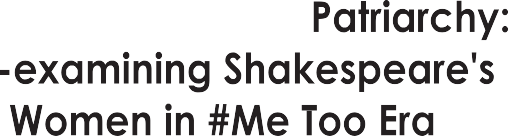 Patriarchy:
-examining Shakespeare's
Women in #Me Too Era